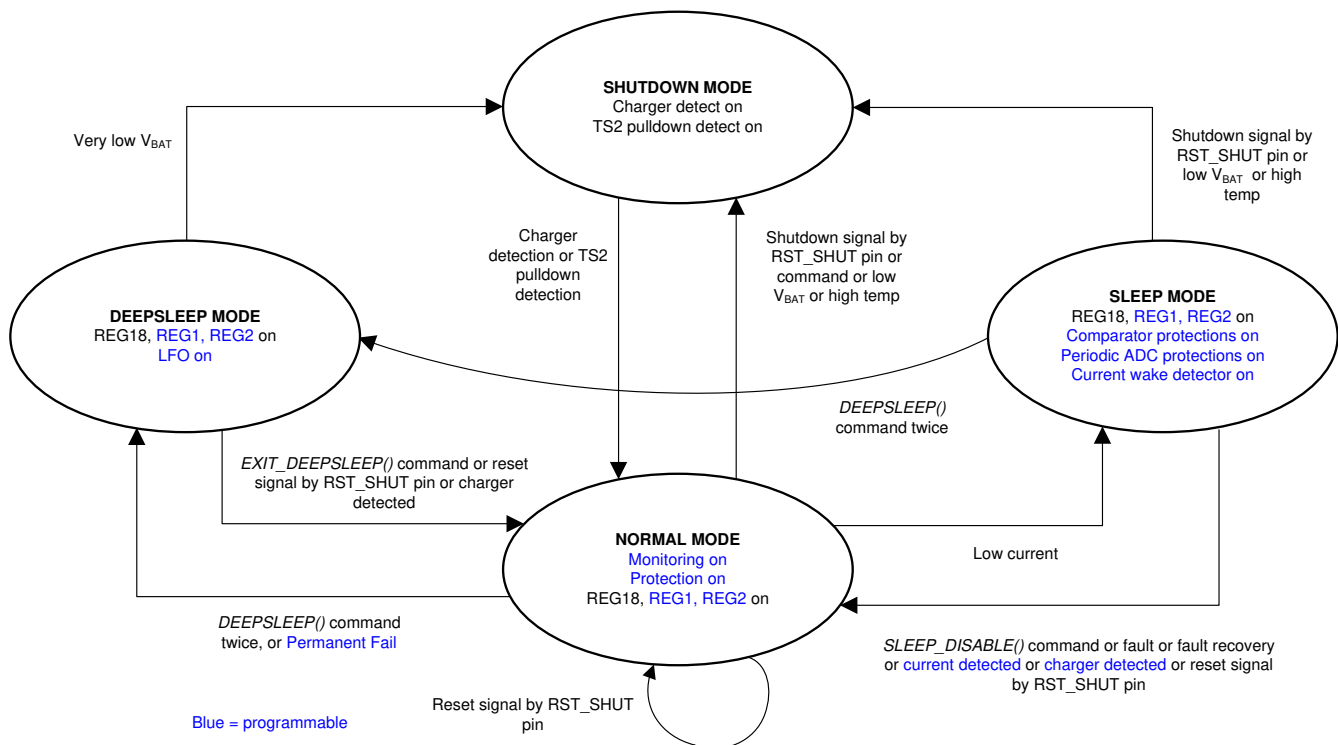 SHUTDOWN MODE
Charger detect on
TS2 pulldown detect on
Very low VBAT
Shutdown signal by
RST_SHUT pin or
low VBAT or high
temp
Charger
detection or TS2
pulldown
detection
Shutdown signal by
RST_SHUT pin or
command or low
VBAT or high temp
DEEPSLEEP MODE
REG18, REG1, REG2 on
LFO on
SLEEP MODE
REG18, REG1, REG2 on
Comparator protections on
Periodic ADC protections on
Current wake detector on
DEEPSLEEP()
command twice
EXIT_DEEPSLEEP() command or reset
signal by RST_SHUT pin or charger
detected
NORMAL MODE
Monitoring on
Protection on
REG18, REG1, REG2 on
Low current
DEEPSLEEP() command
twice, or Permanent Fail
SLEEP_DISABLE() command or fault or fault recovery
or current detected or charger detected or reset signal
by RST_SHUT pin
Reset signal by RST_SHUT
pin
Blue = programmable